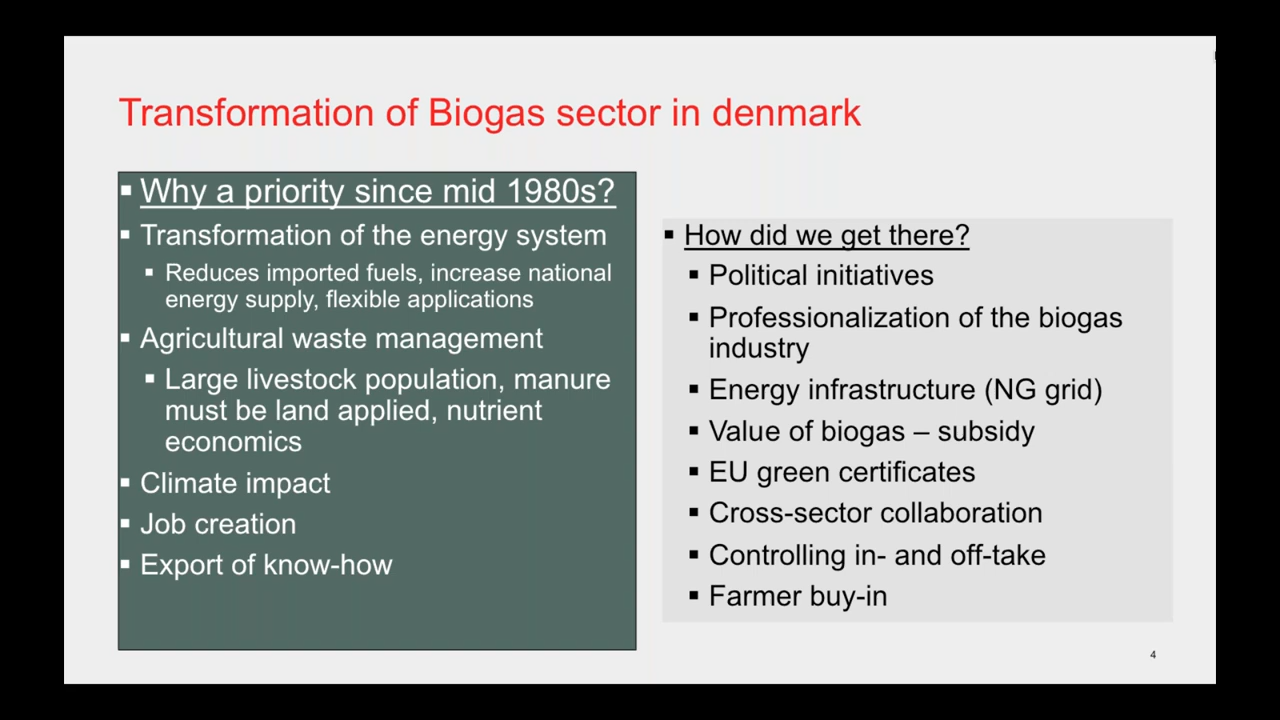 Transformation of Biogas sector in denmark
▪ Why a priority since mid 1980s?
▪ Transformation of the energy system
▪ Reduces imported fuels, increase national
energy supply, flexible applications
▪ Agricultural waste management
▪ Large livestock population, manure
must be land applied, nutrient
economics
▪ Climate impact
▪ Job creation
▪ Export of know-how
▪ How did we get there?
▪ Political initiatives
▪ Professionalization of the biogas
industry
▪ Energy infrastructure (NG grid)
▪ Value of biogas – subsidy
▪ EU green certificates
▪ Cross-sector collaboration
▪ Controlling in- and off-take
▪ Farmer buy-in
4